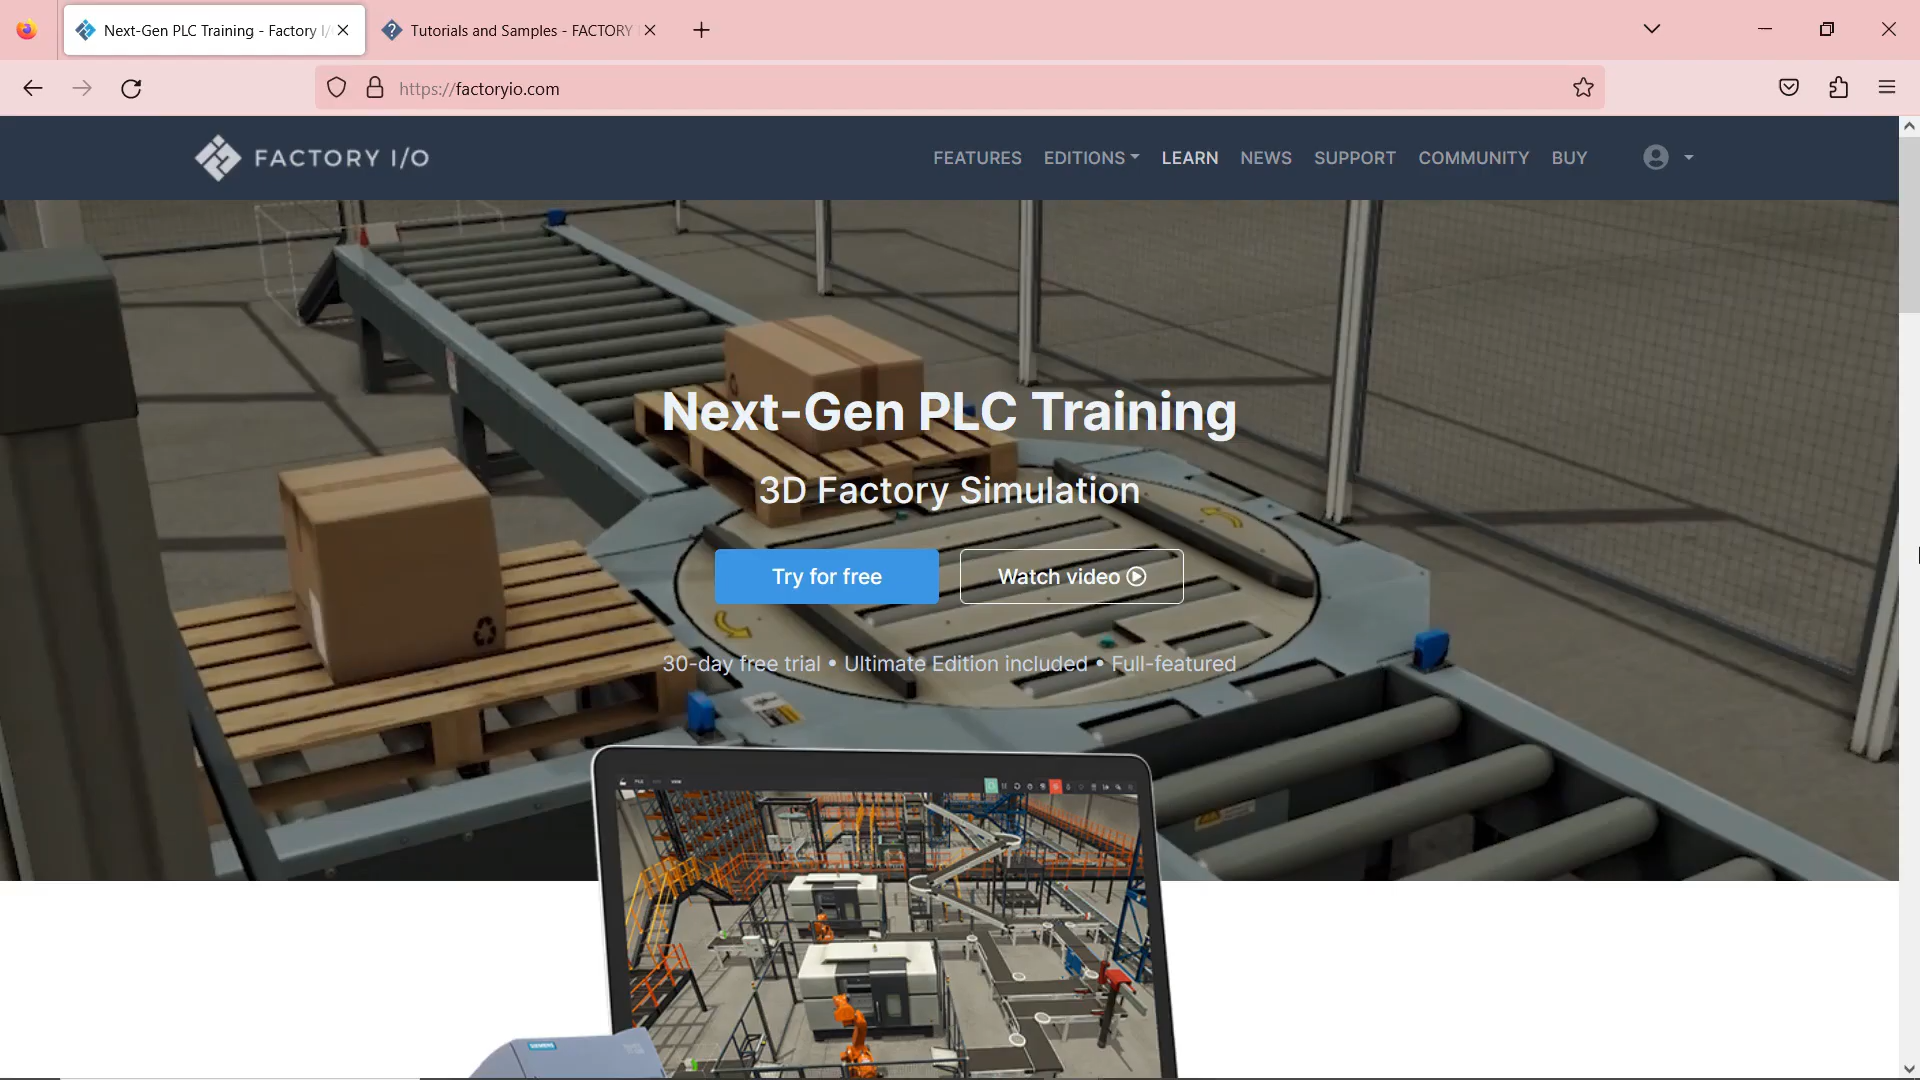 Next-Gen PLC Training - Factory I/
Tutorials and Samples - FACTORY
https://factoryio.com
FACTORY I/O
FEATURES EDITIONS LEARN NEWS SUPPORT COMMUNITY BUY
Next-Gen PLC Training
3D Factory Simulation
Try for free Watch video
30-day free trial • Ultimate Edition included • Full-featured
SIEMENS